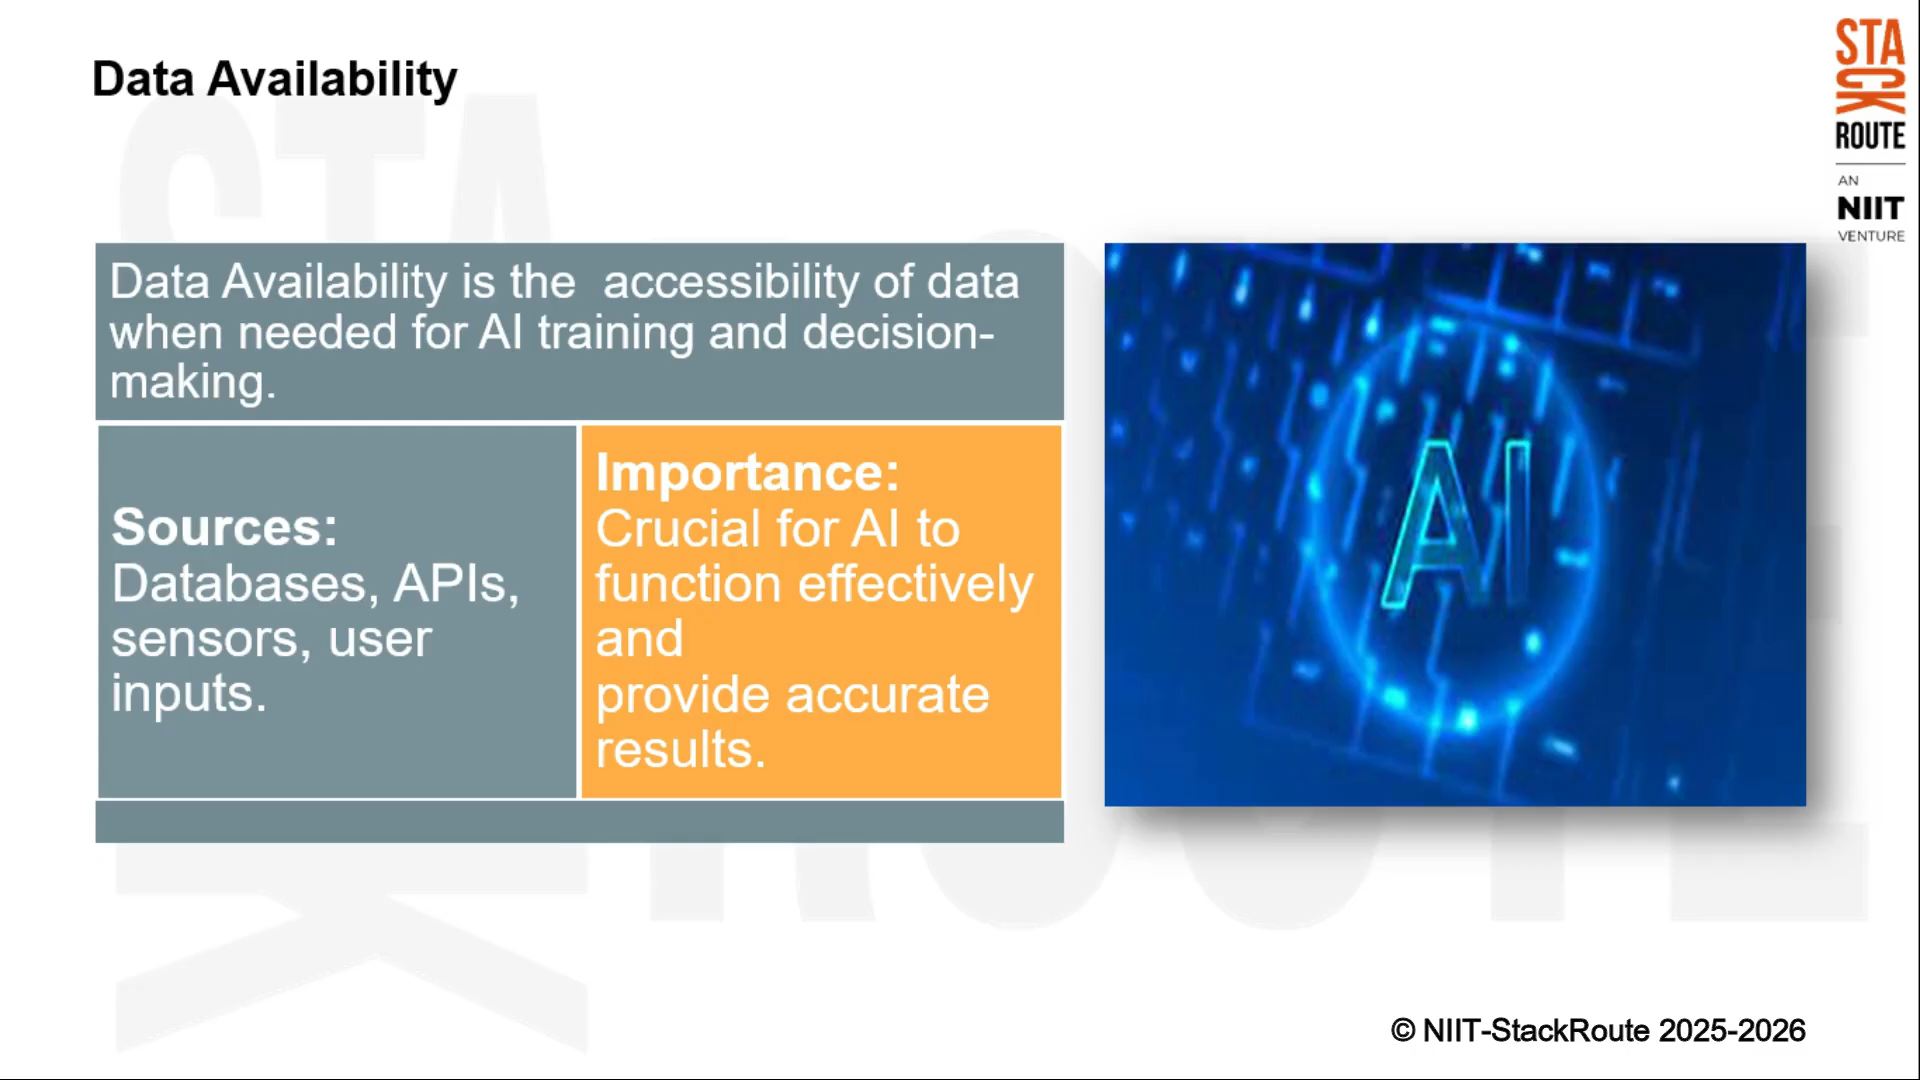 Data Availability
STA
CK
ROUTE
AN
NIIT
VENTURE
Data Availability is the  accessibility of data
when needed for AI training and decision-
making.
Sources:
Databases, APIs,
sensors, user
inputs.
Importance:
Crucial for AI to
function effectively
and
provide accurate
results.
AI
© NIIT-StackRoute 2025-2026